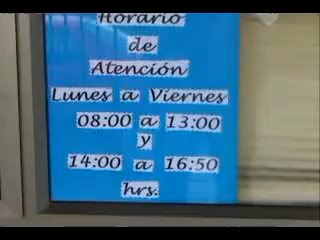 Horario
de
Atención
Lunes a Viernes
08:00 a 13:00
y
14:00 a 16:50
hrs.